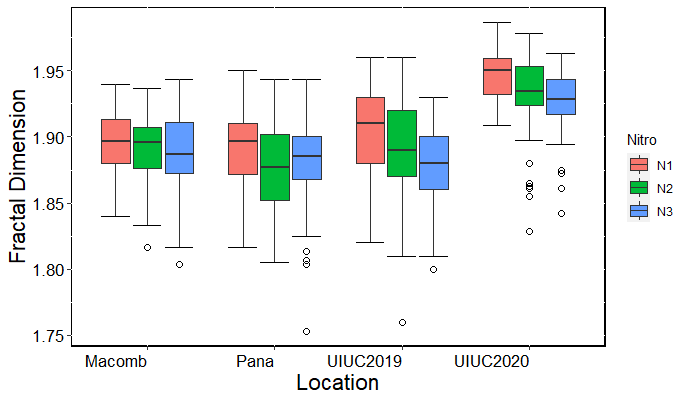 Fractal Dimension
1.95
1.90
1.85
1.80
1.75
Macomb Pana UIUC2019 UIUC2020
Location
Nitro
N1
N2
N3